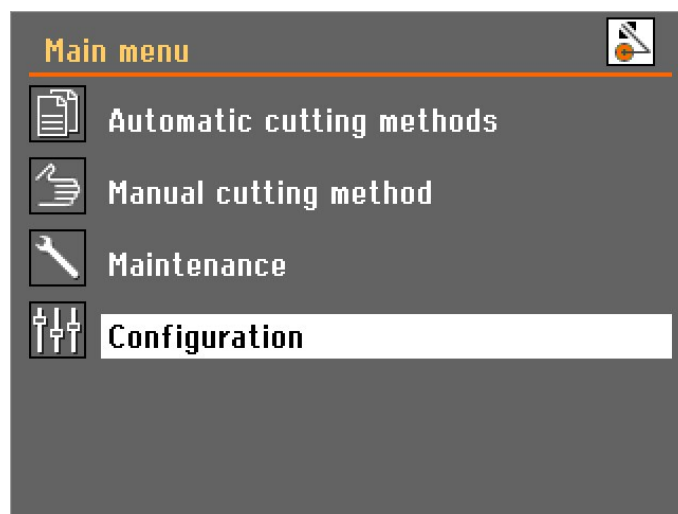 Main menu
Automatic cutting methods
Manual cutting method
Maintenance
Configuration